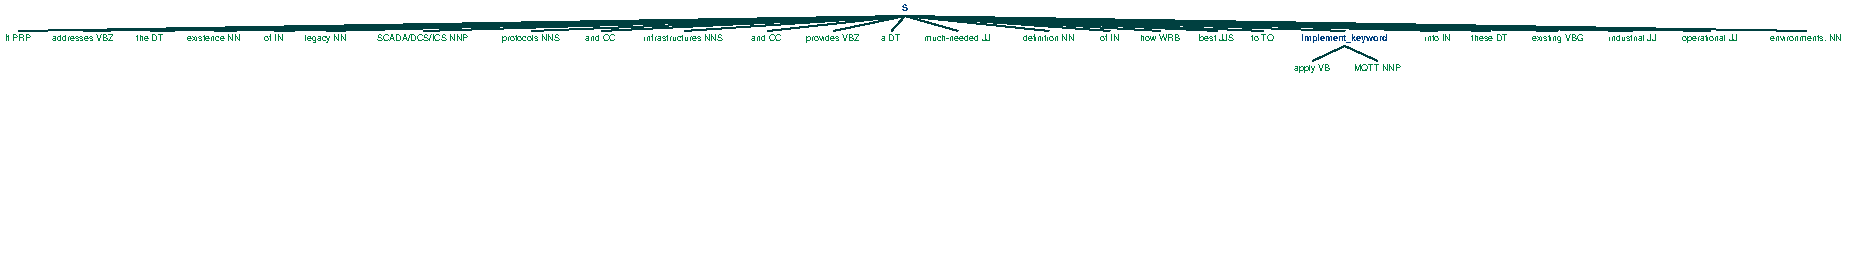 S
It PRP addresses VBZ the DT existence NN of IN legacy NN SCADA/DCS/ICS NNP protocols NNS and CC infrastructures NNS and CC provides VBZ a DT much-needed JJ definition NN of IN how WRB best JJS to TO Implement_keyword into IN these DT existing VBG industrial JJ operational JJ environments. NN
apply VB MQTT NNP